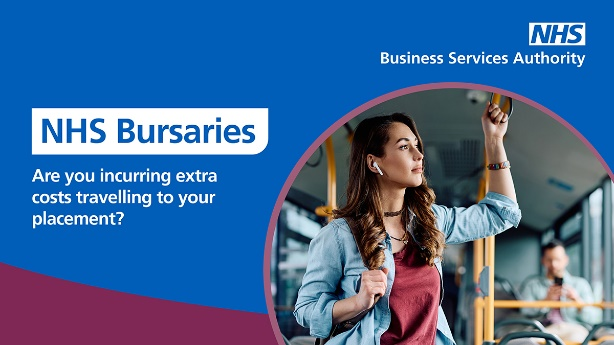 NHS
Business Services Authority
NHS Bursaries
Are you incurring extra
costs travelling to your
placement?